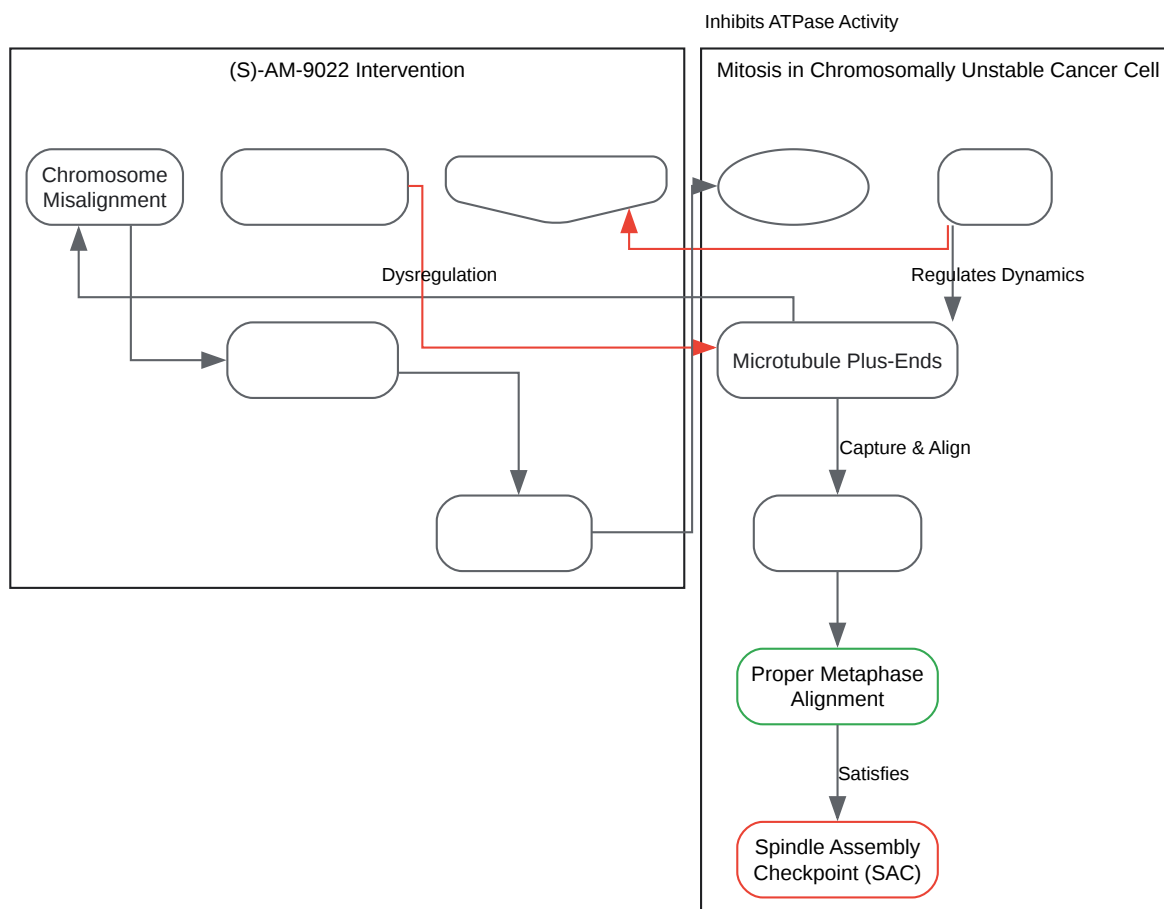 Inhibits ATPase Activity
(S)-AM-9022 Intervention
Mitosis in Chromosomally Unstable Cancer Cell
Chromosome
Misalignment
Dysregulation
Regulates Dynamics
Microtubule Plus-Ends
Capture & Align
Proper Metaphase
Alignment
Satisfies
Spindle Assembly
Checkpoint (SAC)